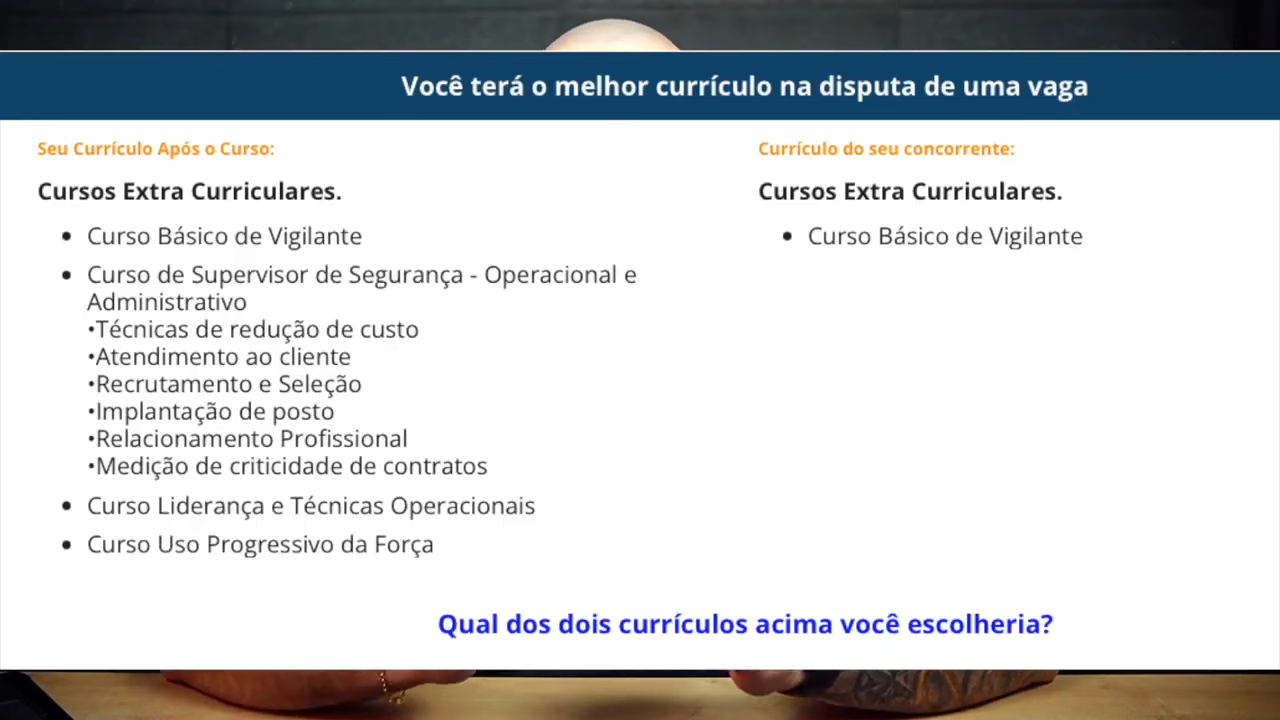 Você terá o melhor currículo na disputa de uma vaga
Seu Currículo Após o Curso:
Cursos Extra Curriculares.
• Curso Básico de Vigilante
• Curso de Supervisor de Segurança - Operacional e
Administrativo
•Técnicas de redução de custo
•Atendimento ao cliente
•Recrutamento e Seleção
•Implantação de posto
•Relacionamento Profissional
•Medição de criticidade de contratos
• Curso Liderança e Técnicas Operacionais
• Curso Uso Progressivo da Força
Currículo do seu concorrente:
Cursos Extra Curriculares.
• Curso Básico de Vigilante
Qual dos dois currículos acima você escolheria?